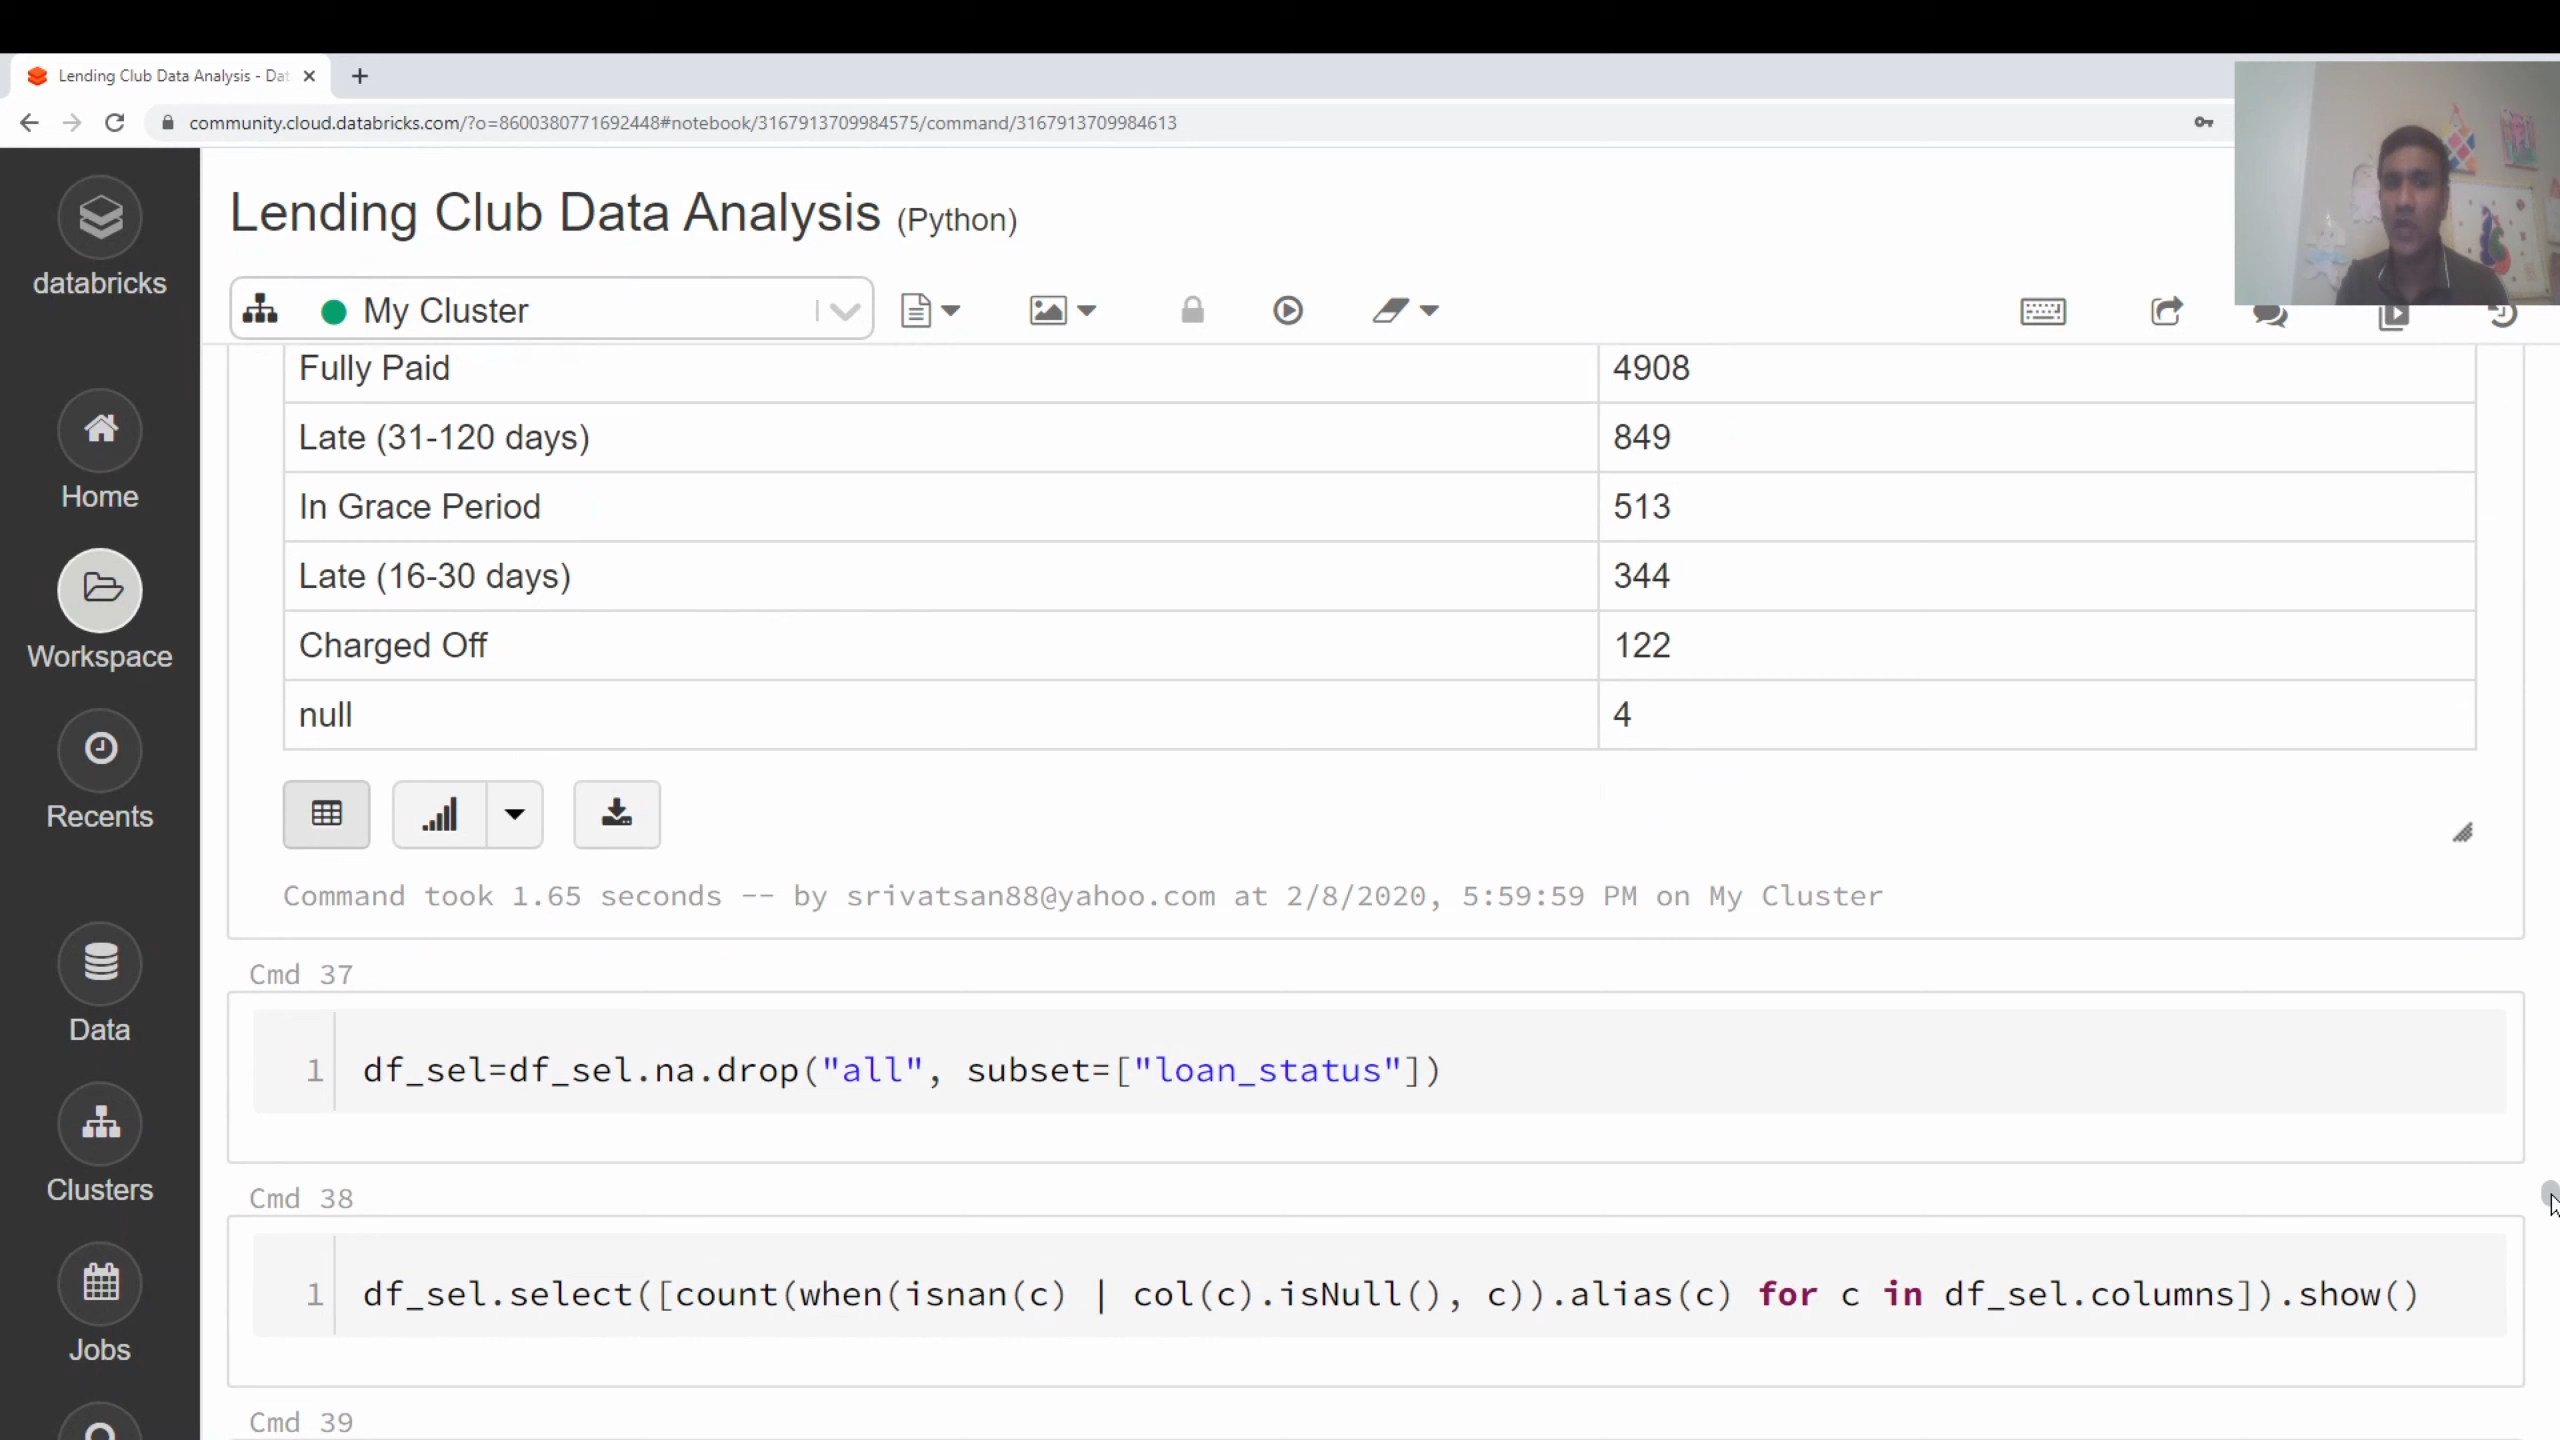 Lending Club Data Analysis - Dat
community.cloud.databricks.com/?o=8600380771692448#notebook/3167913709984575/command/3167913709984613
databricks
Home
Workspace
Recents
Data
Clusters
Jobs
Lending Club Data Analysis (Python)
My Cluster
Fully Paid 4908
Late (31-120 days) 849
In Grace Period 513
Late (16-30 days) 344
Charged Off 122
null 4
Command took 1.65 seconds -- by srivatsan88@yahoo.com at 2/8/2020, 5:59:59 PM on My Cluster
Cmd 37
1 df_sel=df_sel.na.drop("all", subset=["loan_status"])
Cmd 38
1 df_sel.select([count(when(isnan(c) | col(c).isNull(), c)).alias(c) for c in df_sel.columns]).show()
Cmd 39